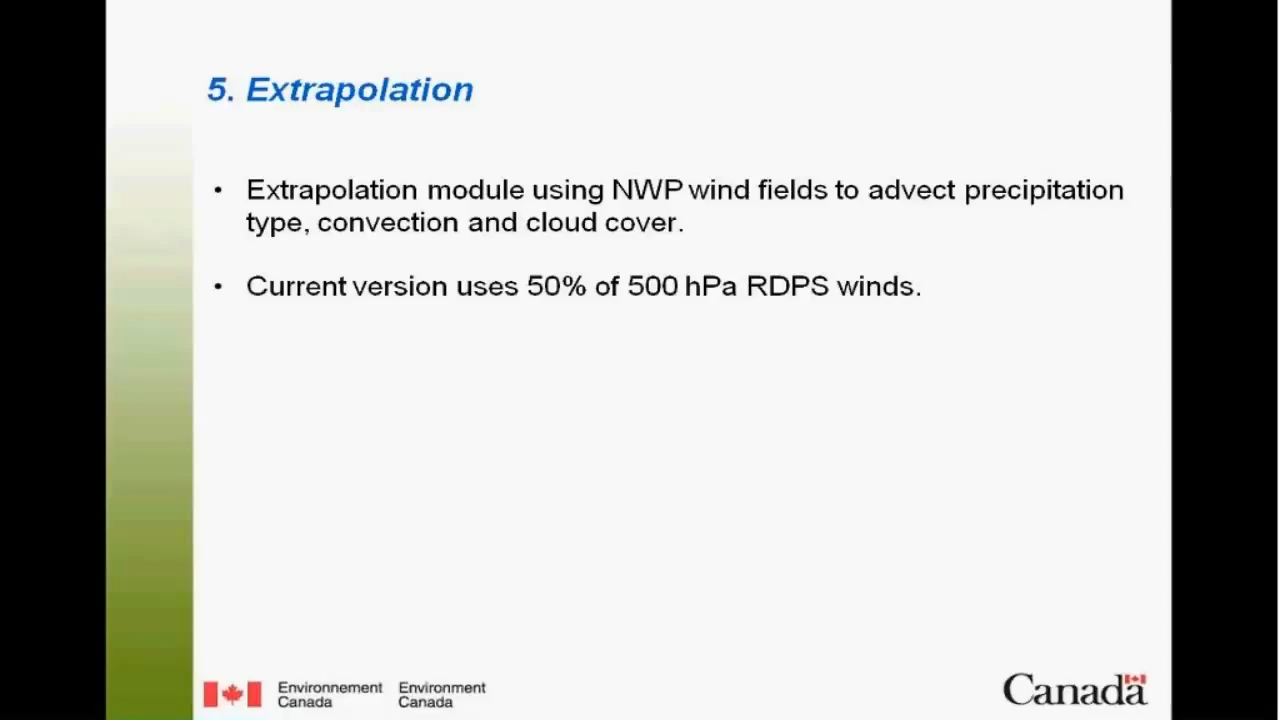 5. Extrapolation
• Extrapolation module using NWP wind fields to advect precipitation
type, convection and cloud cover.
• Current version uses 50% of 500 hPa RDPS winds.
Environnement Environment
Canada Canada
Canada